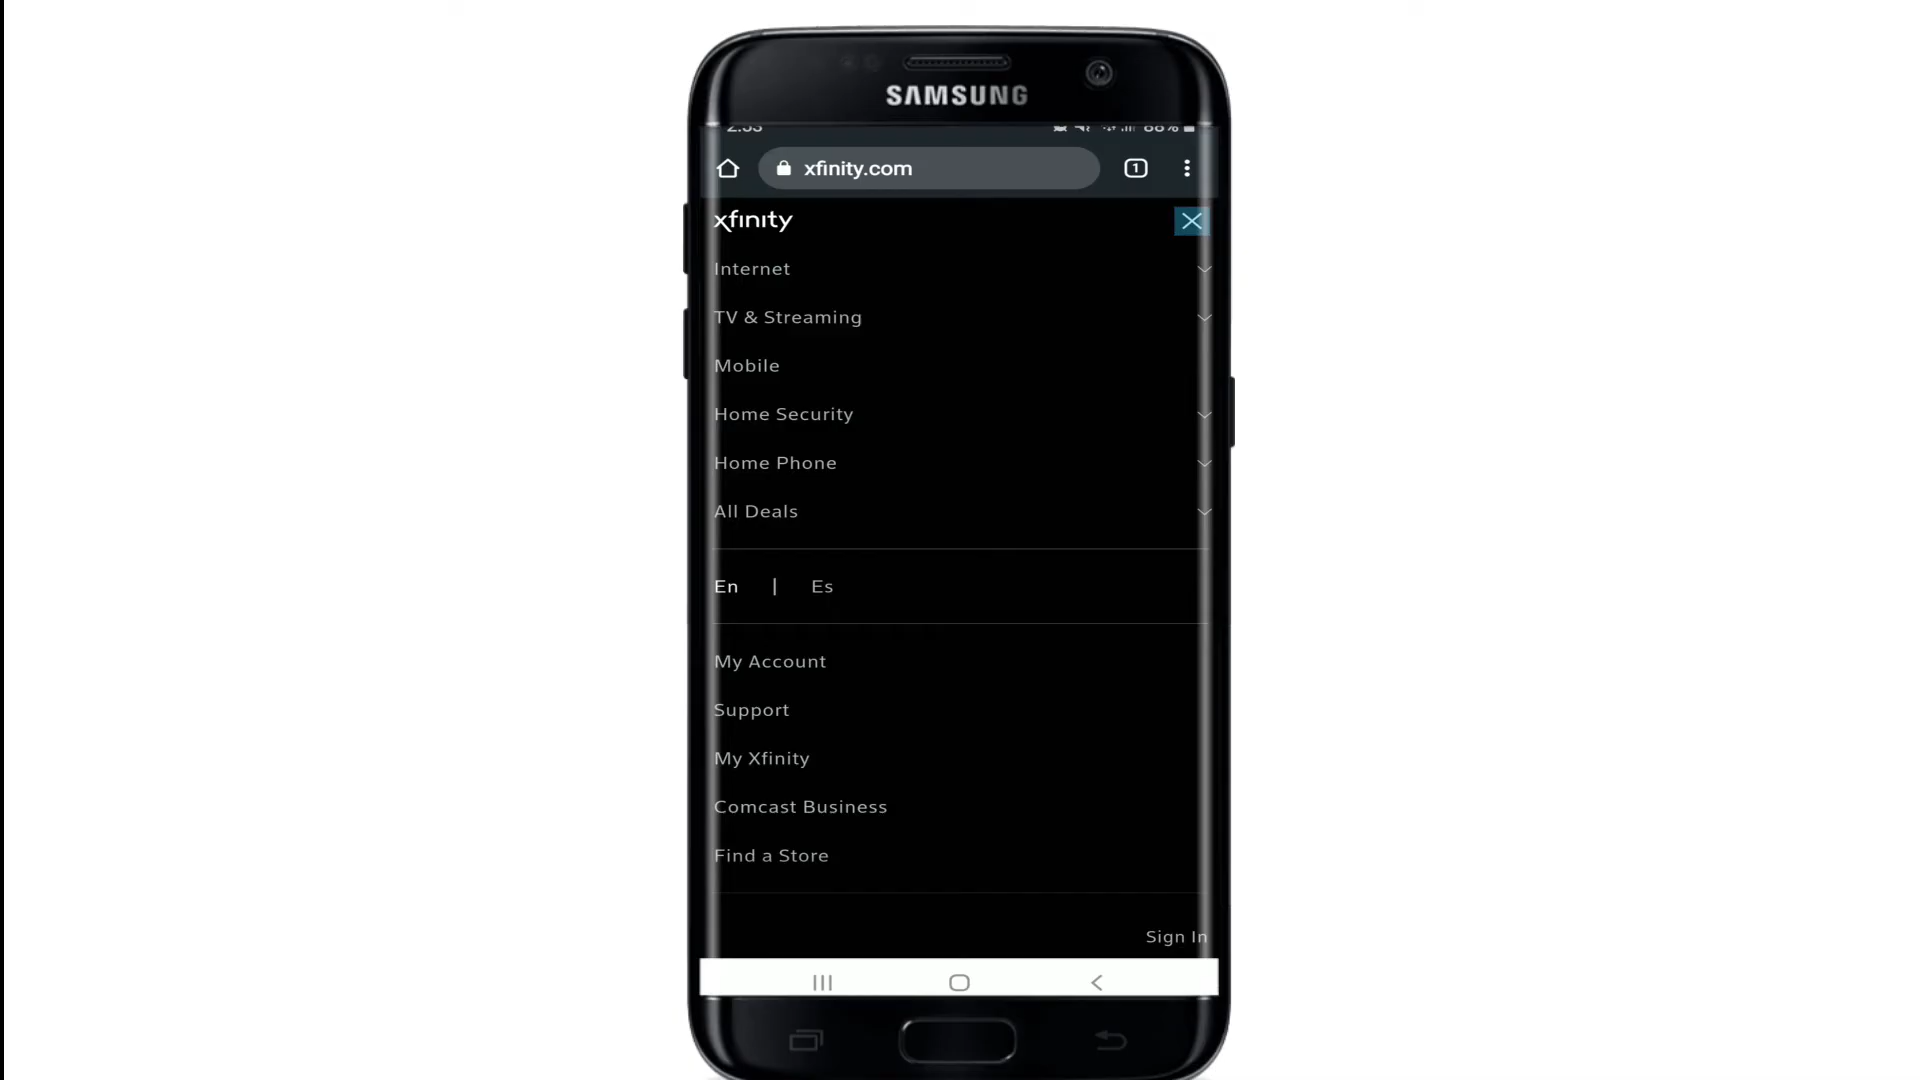 SAMSUNG
xfinity.com
1
xfinity
Internet
TV & Streaming
Mobile
Home Security
Home Phone
All Deals
En | Es
My Account
Support
My Xfinity
Comcast Business
Find a Store
Sign In